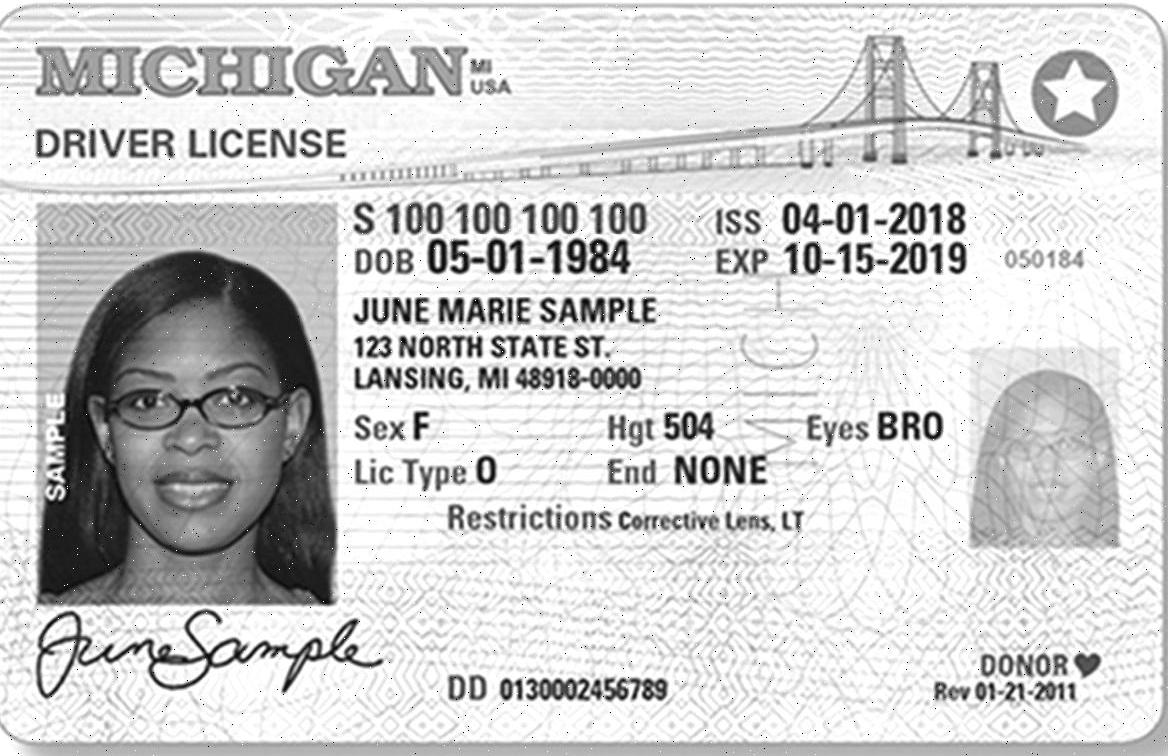 MICHIGAN MI USA
DRIVER LICENSE
S 100 100 100 100 ISS 04-01-2018
DOB 05-01-1984 EXP 10-15-2019 050184
JUNE MARIE SAMPLE
123 NORTH STATE ST.
LANSING, MI 48918-0000
Sex F Hgt 504 Eyes BRO
Lic Type O End NONE
Restrictions Corrective Lens, LT
SAMPLE
MICH
June Sample
DD 0130002456789
DONOR
Rev 01-21-2011